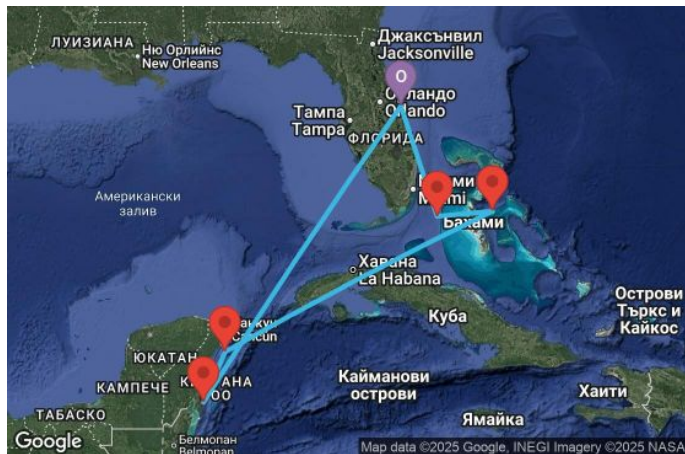 ЛУИЗИАНА
Ню Орлийнс
New Orleans
Джаксънвил
Jacksonville
O
Орландо
Orlando
Тампа
Tampa
ФЛОРИДА
Miami
Американски
залив
Бахами
Хавана
La Habana
Cancún
ЮКАТАН
Куба
Острови
Търкс и
Кайкос
КАМПЕЧЕ
Кайманови
острови
Хаити
ТАБАСКО
Ямайка
Белмопан
Belmopan
Google
Map data ©2025 Google, INEGI Imagery ©2025 NASA